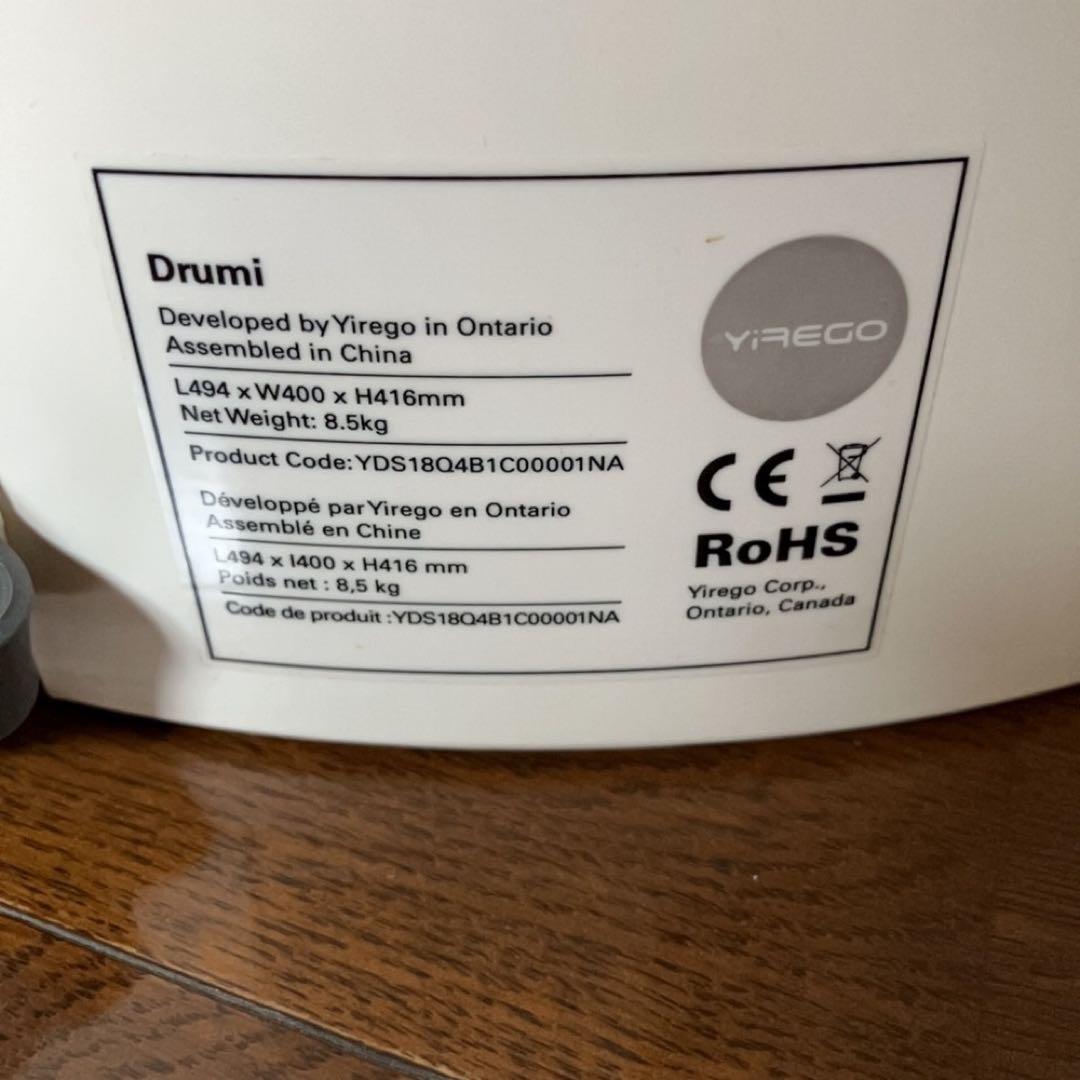 Drumi
Developed by Yirego in Ontario
Assembled in China
L494 x W400 x H416mm
Net Weight: 8.5kg
Product Code: YDS18Q4B1C00001NA
Développé par Yirego en Ontario
Assemblé en Chine
L494 x l400 x H416 mm
Poids net : 8,5 kg
Code de produit :YDS18Q4B1C00001NA
YiREGO
CE
RoHS
Yirego Corp.,
Ontario, Canada